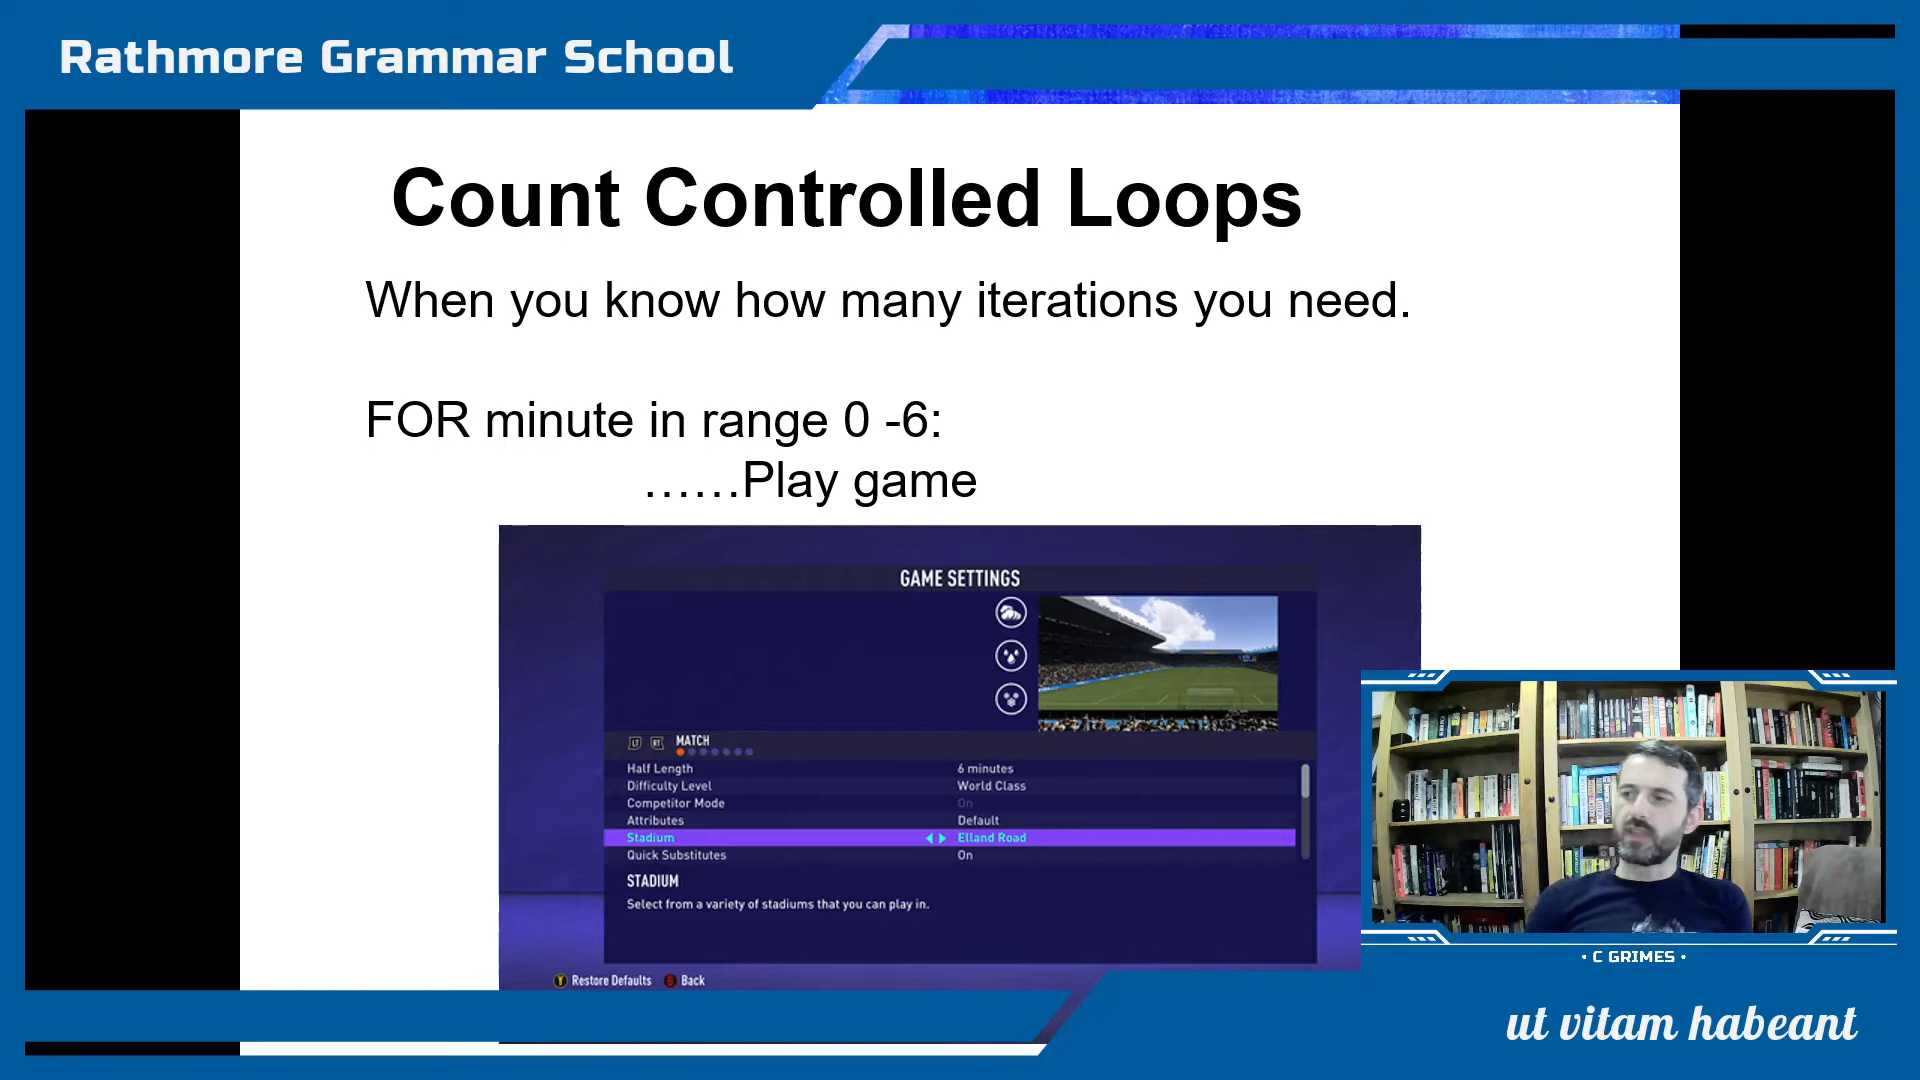 Rathmore Grammar School
Count Controlled Loops
When you know how many iterations you need.
FOR minute in range 0 -6:
......Play game
GAME SETTINGS
LT RT MATCH
Half Length 6 minutes
Difficulty Level World Class
Competitor Mode On
Attributes Default
Stadium Elland Road
Quick Substitutes On
STADIUM
Select from a variety of stadiums that you can play in.
Y Restore Defaults B Back
• C GRIMES •
ut vitam habeant